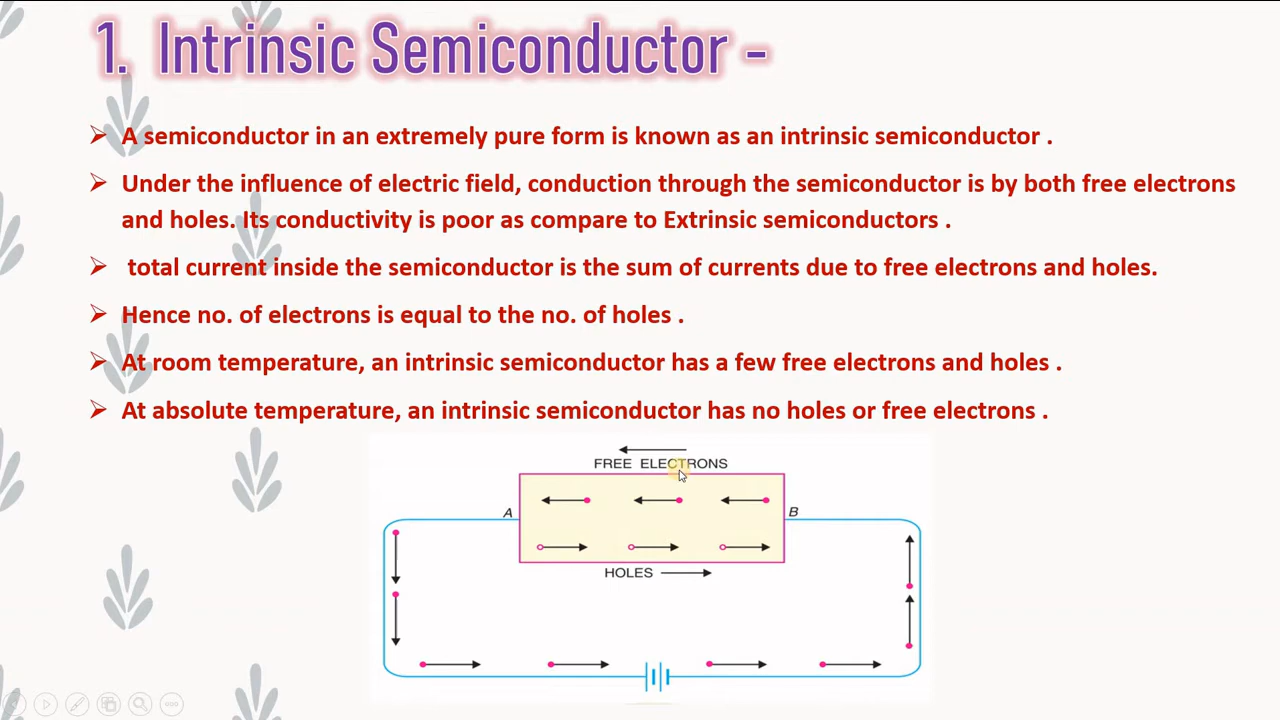 1. Intrinsic Semiconductor -
➢ A semiconductor in an extremely pure form is known as an intrinsic semiconductor .
➢ Under the influence of electric field, conduction through the semiconductor is by both free electrons
and holes. Its conductivity is poor as compare to Extrinsic semiconductors .
➢ total current inside the semiconductor is the sum of currents due to free electrons and holes.
➢ Hence no. of electrons is equal to the no. of holes .
➢ At room temperature, an intrinsic semiconductor has a few free electrons and holes .
➢ At absolute temperature, an intrinsic semiconductor has no holes or free electrons .
FREE ELECTRONS
A
B
HOLES